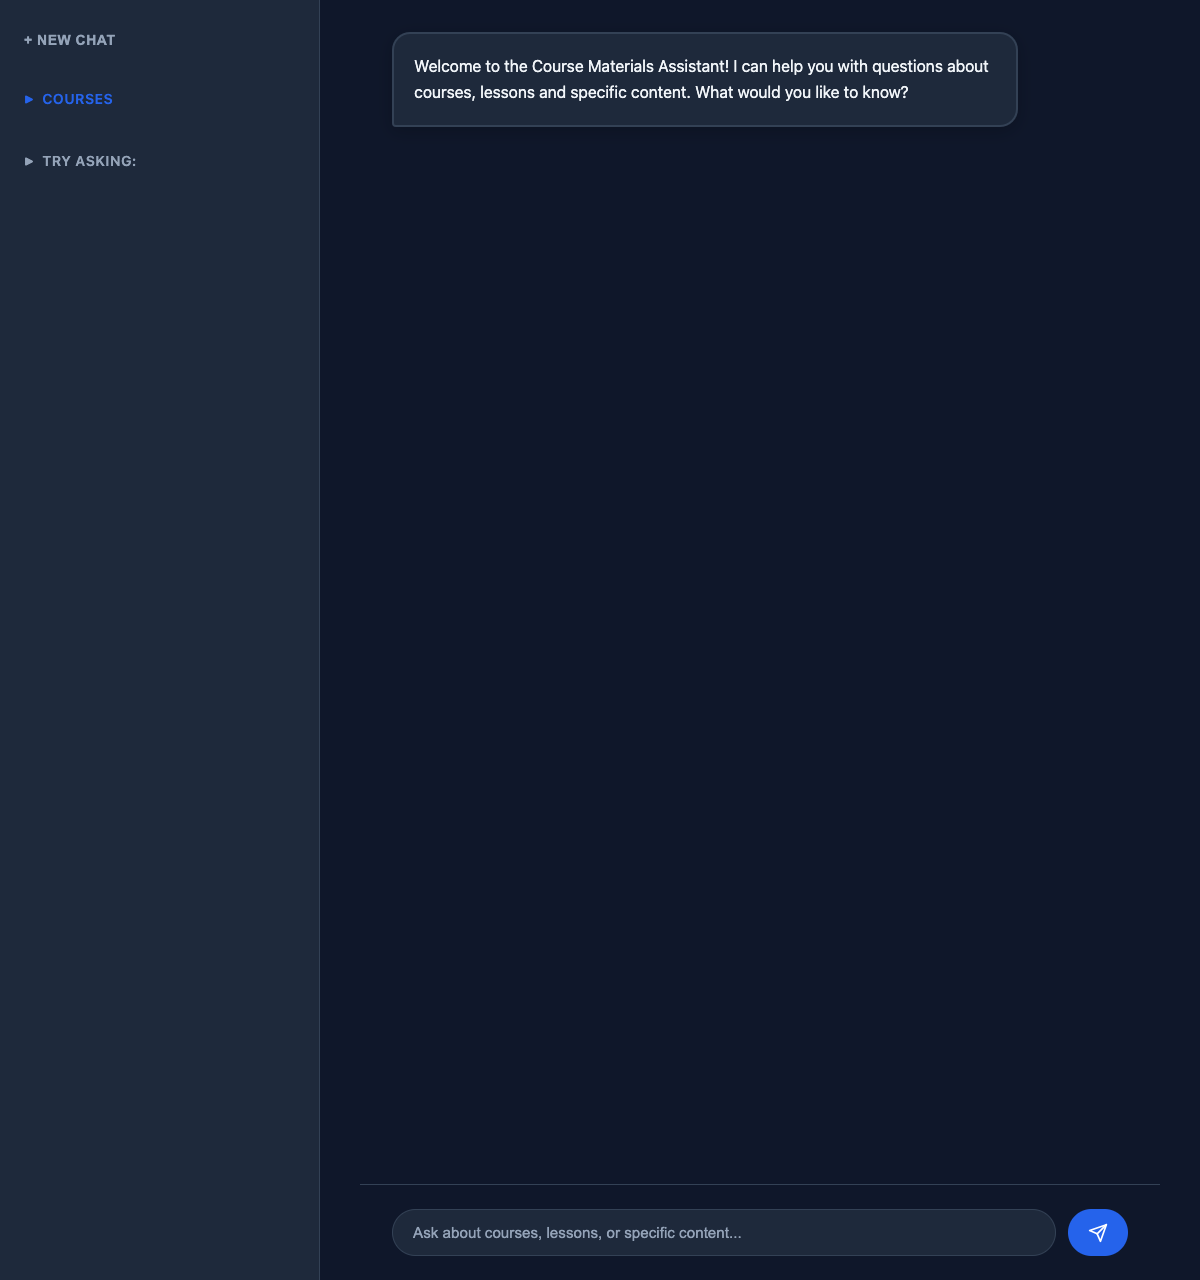 + NEW CHAT
▶ COURSES
▶ TRY ASKING:
Welcome to the Course Materials Assistant! I can help you with questions about
courses, lessons and specific content. What would you like to know?
Ask about courses, lessons, or specific content...